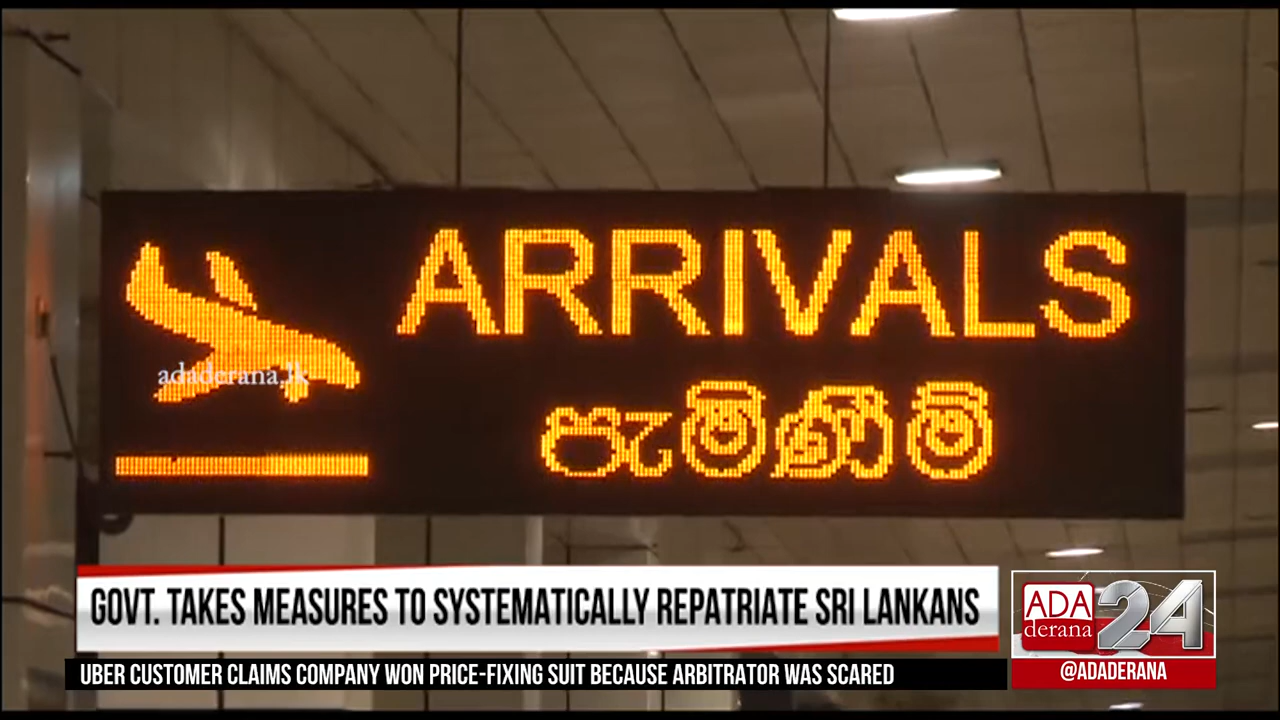 ARRIVALS
පැමිණීම්
adaderana.lk
GOVT. TAKES MEASURES TO SYSTEMATICALLY REPATRIATE SRI LANKANS
ADA
derana
24
UBER CUSTOMER CLAIMS COMPANY WON PRICE-FIXING SUIT BECAUSE ARBITRATOR WAS SCARED
@ADADERANA